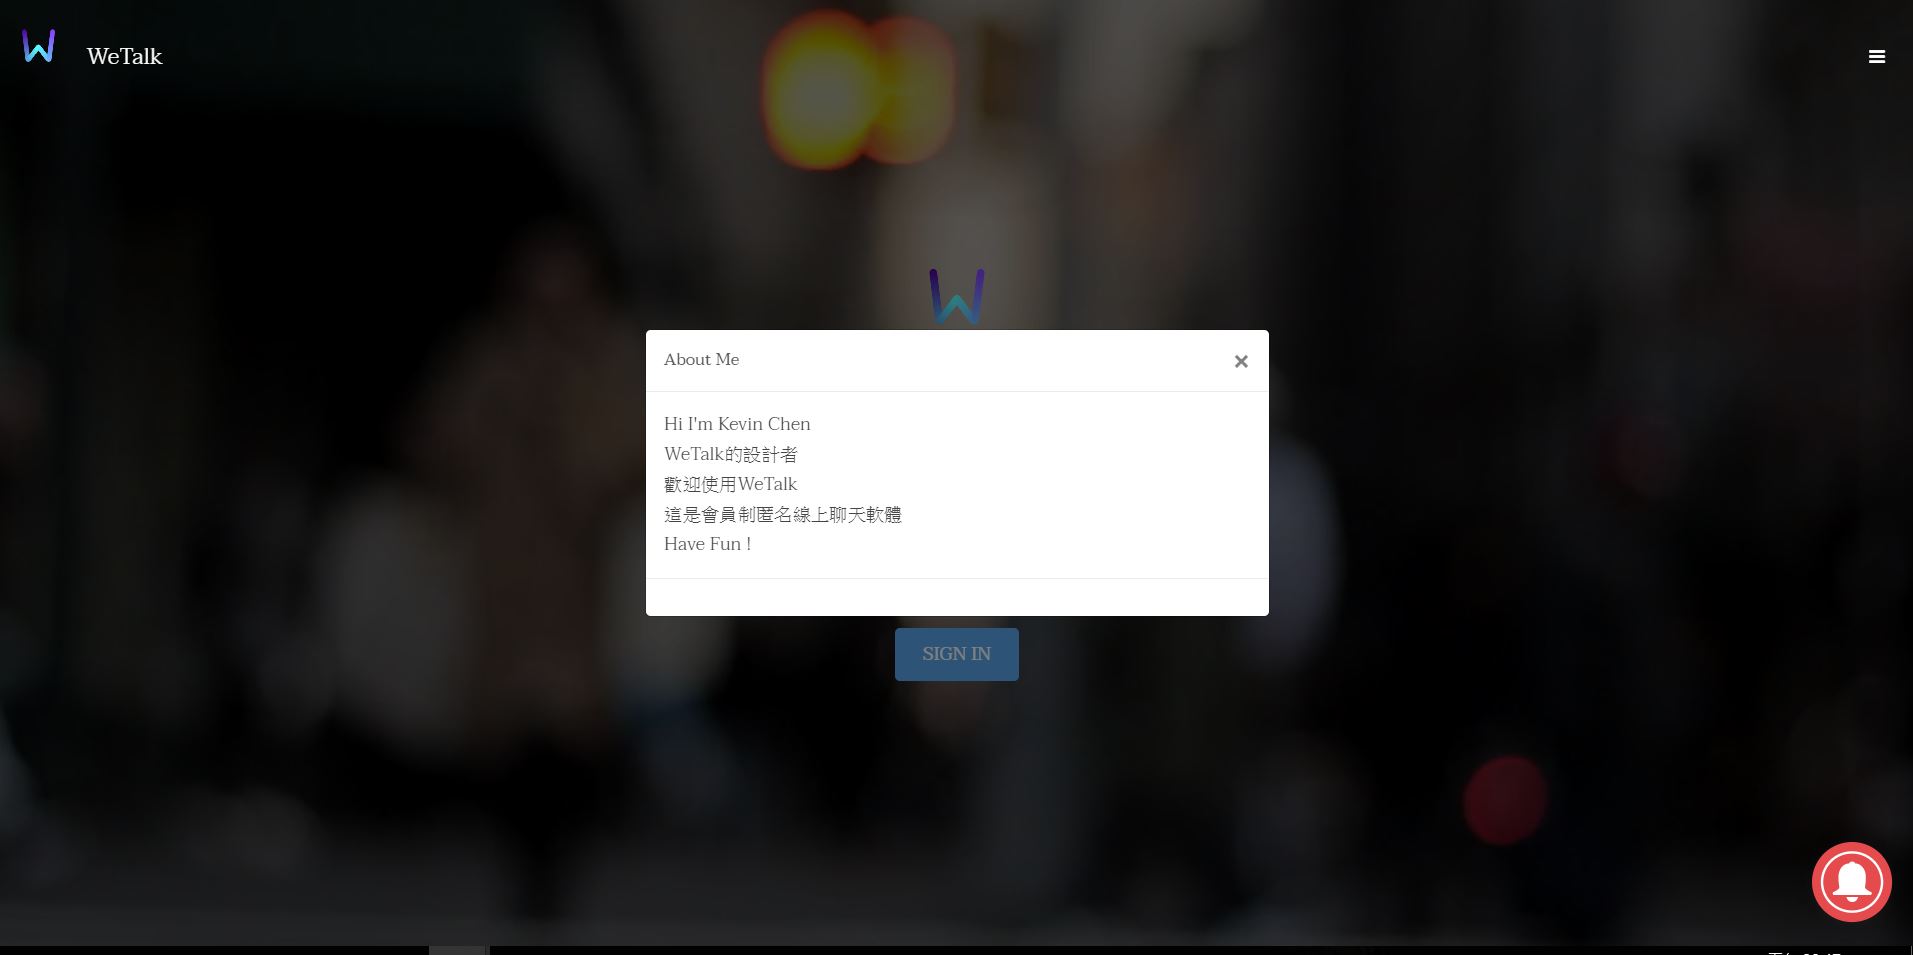 WeTalk
About Me
Hi I'm Kevin Chen
WeTalk的設計者
歡迎使用WeTalk
這是會員制匿名線上聊天軟體
Have Fun !
SIGN IN